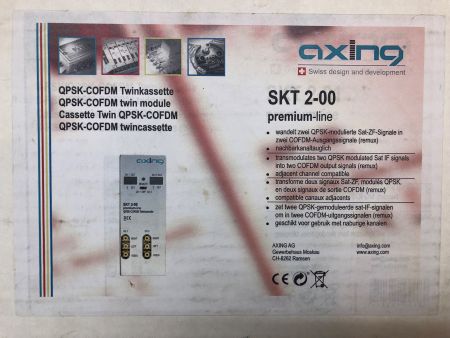 axing
Swiss design and development
QPSK-COFDM Twinkassette
QPSK-COFDM twin module
Cassette Twin QPSK-COFDM
QPSK-COFDM twincassette
SKT 2-00
premium-line
• wandelt zwei QPSK-modulierte Sat-ZF-Signale in
zwei COFDM-Ausgangssignale (remux)
• nachbarkanaltauglich
• transmodulates two QPSK modulated Sat IF signals
into two COFDM output signals (remux)
• adjacent channel compatible
• transforme deux signaux Sat-ZF, modulés QPSK,
en deux signaux de sortie COFDM (remux)
• compatible canaux adjacents
• zet twee QPSK-gemoduleerde sat-IF-signalen
om in twee COFDM-uitgangssignalen (remux)
• geschikt voor gebruik met naburige kanalen
axing
SKT 2-00
AXING AG
Gewerbehaus Moskau
CH-8262 Ramsen
info@axing.com
www.axing.com
CE